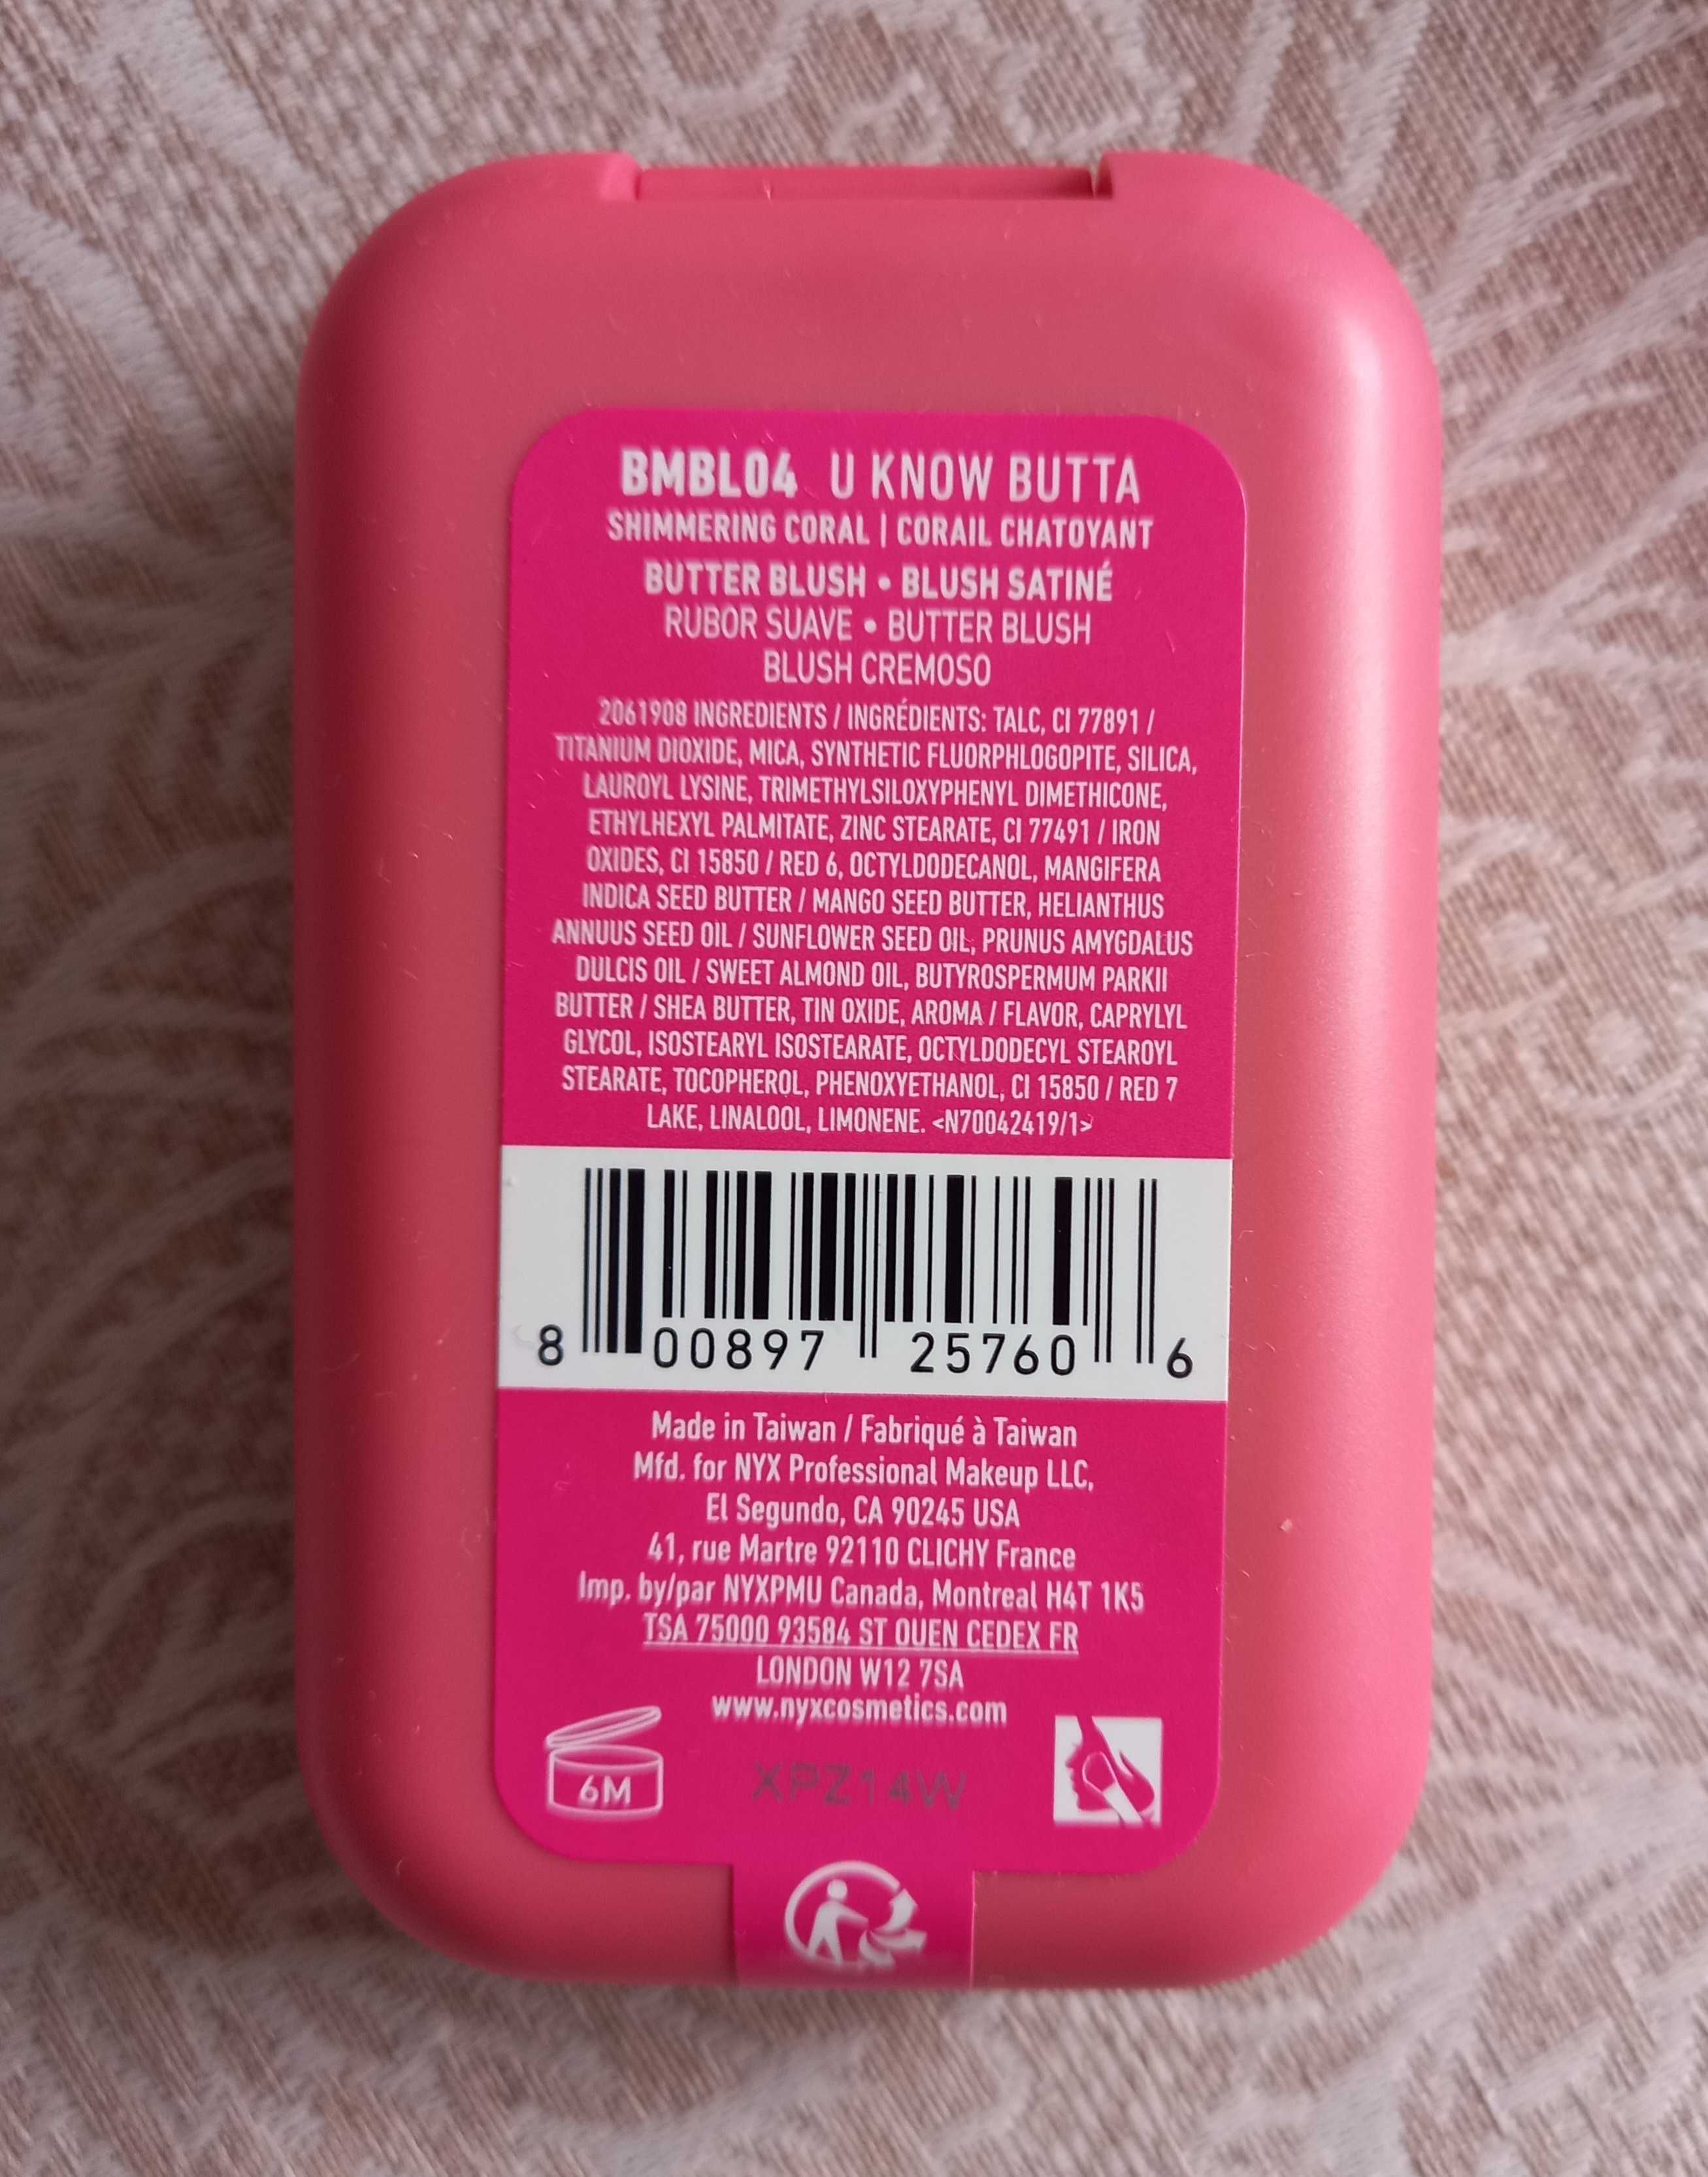 BMBL04 U KNOW BUTTA
SHIMMERING CORAL | CORAIL CHATOYANT
BUTTER BLUSH • BLUSH SATINÉ
RUBOR SUAVE • BUTTER BLUSH
BLUSH CREMOSO
2061908 INGREDIENTS / INGRÉDIENTS: TALC, CI 77891 /
TITANIUM DIOXIDE, MICA, SYNTHETIC FLUORPHLOGOPITE, SILICA,
LAUROYL LYSINE, TRIMETHYLSILOXYPHENYL DIMETHICONE,
ETHYLHEXYL PALMITATE, ZINC STEARATE, CI 77491 / IRON
OXIDES, CI 15850 / RED 6, OCTYLDODECANOL, MANGIFERA
INDICA SEED BUTTER / MANGO SEED BUTTER, HELIANTHUS
ANNUUS SEED OIL / SUNFLOWER SEED OIL, PRUNUS AMYGDALUS
DULCIS OIL / SWEET ALMOND OIL, BUTYROSPERMUM PARKII
BUTTER / SHEA BUTTER, TIN OXIDE, AROMA / FLAVOR, CAPRYLYL
GLYCOL, ISOSTEARYL ISOSTEARATE, OCTYLDODECYL STEAROYL
STEARATE, TOCOPHEROL, PHENOXYETHANOL, CI 15850 / RED 7
LAKE, LINALOOL, LIMONENE. <N70042419/1>
8 00897 25760 6
Made in Taiwan / Fabriqué à Taiwan
Mfd. for NYX Professional Makeup LLC,
El Segundo, CA 90245 USA
41, rue Martre 92110 CLICHY France
Imp. by/par NYXPMU Canada, Montreal H4T 1K5
TSA 75000 93584 ST OUEN CEDEX FR
LONDON W12 7SA
www.nyxcosmetics.com
6M XPZ14W